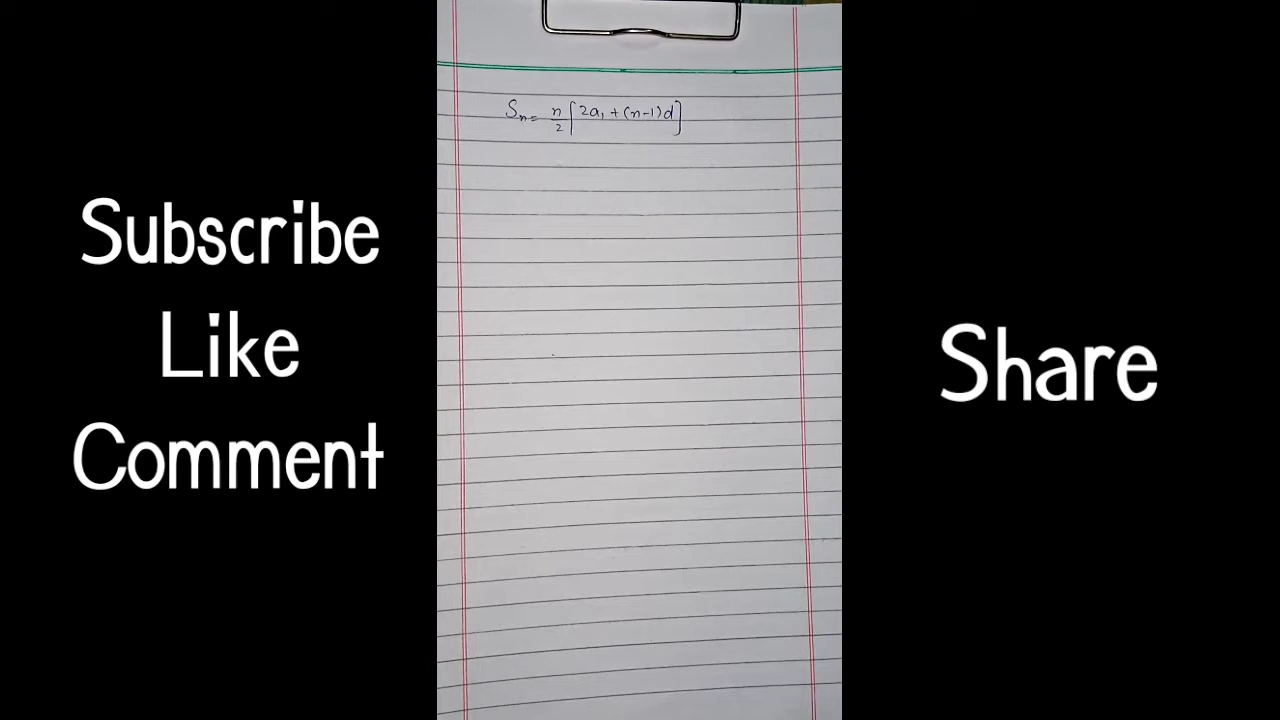 Subscribe
Like
Comment
Sₙ = n/2 [2a₁ + (n-1)d]
Share